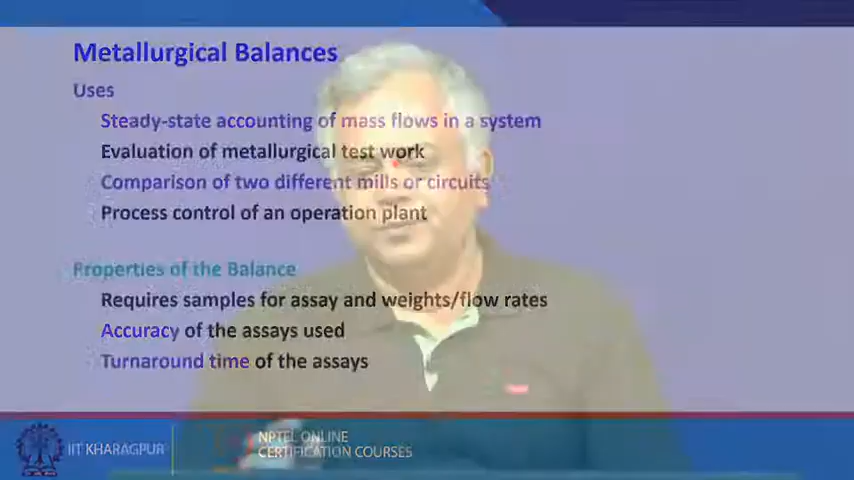 Metallurgical Balances
Uses
Steady-state accounting of mass flows in a system
Evaluation of metallurgical test work
Comparison of two different mills or circuits
Process control of an operation plant
Properties of the Balance
Requires samples for assay and weights/flow rates
Accuracy of the assays used
Turnaround time of the assays
IIT KHARAGPUR
NPTEL ONLINE
CERTIFICATION COURSES